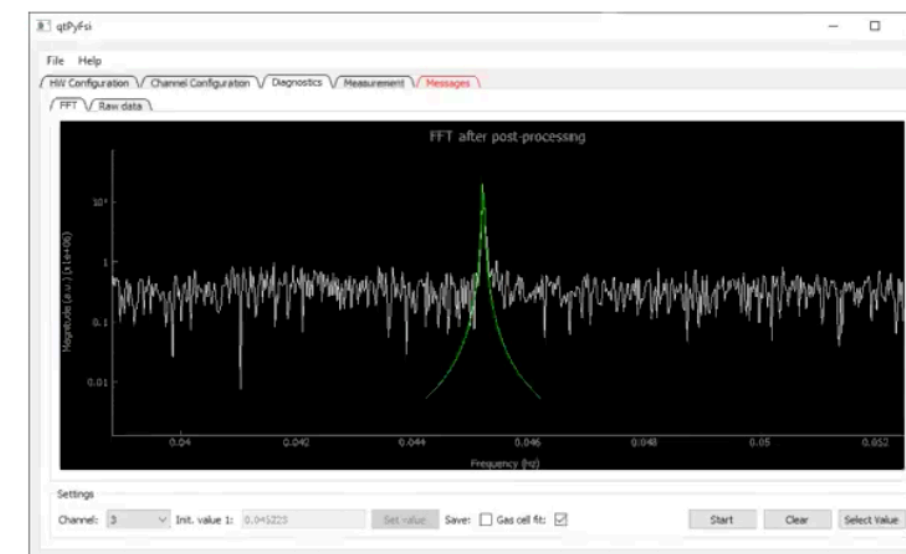 qtPyFsi
File Help
HW Configuration Channel Configuration Diagnostics Measurement Messages
FFT Raw data
FFT after post-processing
Magnitude (a.u.) (x1e+06)
1
0.1
0.01
0.04 0.042 0.044 0.046 0.048 0.05 0.052
Frequency (Hz)
Settings
Channel: 3 Init. value 1: 0.045225 Set value Save: Gas cell fit: Start Clear Select Value